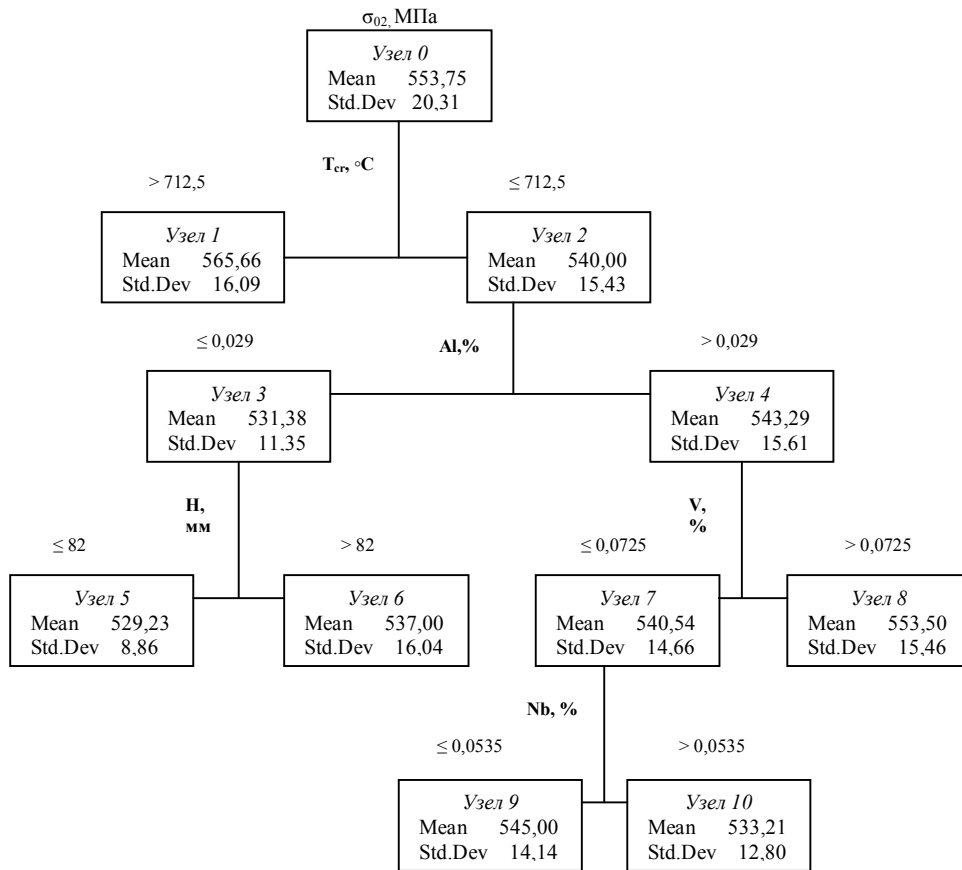 σ₀₂, МПа
Узел 0
Mean 553,75
Std.Dev 20,31
T_cr, °C
> 712,5
≤ 712,5
Узел 1
Mean 565,66
Std.Dev 16,09
Узел 2
Mean 540,00
Std.Dev 15,43
≤ 0,029
Al,%
> 0,029
Узел 3
Mean 531,38
Std.Dev 11,35
Узел 4
Mean 543,29
Std.Dev 15,61
H,
мм
V,
%
≤ 82
> 82
≤ 0,0725
> 0,0725
Узел 5
Mean 529,23
Std.Dev 8,86
Узел 6
Mean 537,00
Std.Dev 16,04
Узел 7
Mean 540,54
Std.Dev 14,66
Узел 8
Mean 553,50
Std.Dev 15,46
Nb, %
≤ 0,0535
> 0,0535
Узел 9
Mean 545,00
Std.Dev 14,14
Узел 10
Mean 533,21
Std.Dev 12,80